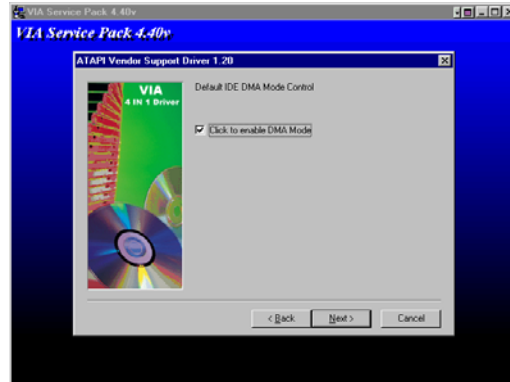 VIA Service Pack 4.40v
VIA Service Pack 4.40v
ATAPI Vendor Support Driver 1.20
VIA
4 IN 1 Driver
Default IDE DMA Mode Control
Click to enable DMA Mode
< Back
Next >
Cancel